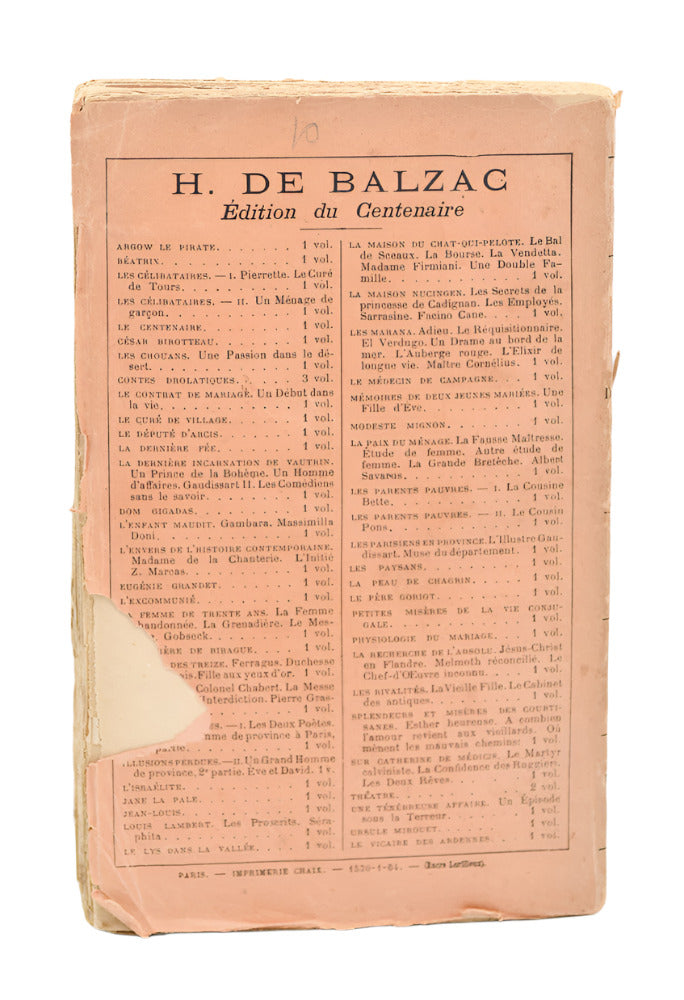 10
H. DE BALZAC
Édition du Centenaire
ARGOW LE PIRATE. . . . . . . . 1 vol.
BÉATRIX. . . . . . . . . . . . 1 vol.
LES CÉLIBATAIRES. — I. Pierrette. Le Curé
de Tours. . . . . . . . . . . 1 vol.
LES CÉLIBATAIRES. — II. Un Ménage de
garçon. . . . . . . . . . . . 1 vol.
LE CENTENAIRE . . . . . . . . 1 vol.
CÉSAR BIROTTEAU. . . . . . . . 1 vol.
LES CHOUANS. Une Passion dans le dé-
sert. . . . . . . . . . . . . 1 vol.
CONTES DROLATIQUES. . . . . . 3 vol.
LE CONTRAT DE MARIAGE. Un Début dans
la vie. . . . . . . . . . . . 1 vol.
LE CURÉ DE VILLAGE. . . . . . 1 vol.
LE DÉPUTÉ D'ARCIS. . . . . . . 1 vol.
LA DERNIÈRE FÉE. . . . . . . . 1 vol.
LA DERNIÈRE INCARNATION DE VAUTRIN.
Un Prince de la Bohême. Un Homme
d'affaires. Gaudissart II. Les Comédiens
sans le savoir. . . . . . . . 1 vol.
DOM GIGADAS. . . . . . . . . . 1 vol.
L'ENFANT MAUDIT. Gambara. Massimilla
Doni. . . . . . . . . . . . . 1 vol.
L'ENVERS DE L'HISTOIRE CONTEMPORAINE.
Madame de la Chanterie. L'Initié
Z. Marcas. . . . . . . . . . . 1 vol.
EUGÉNIE GRANDET. . . . . . . . 1 vol.
L'EXCOMMUNIÉ. . . . . . . . . 1 vol.
LA FEMME DE TRENTE ANS. La Femme
abandonnée. La Grenadière. Le Mes-
Gobseck. . . . . . . . . . . . 1 vol.
IÈRE DE BIRAGUE. . . . . . . . 1 vol.
DES TREIZE. Ferragus. Duchesse
ais. Fille aux yeux d'or. 1 vol.
Colonel Chabert. La Messe
Interdiction. Pierre Gras-
1 vol.
ES. — I. Les Deux Poètes.
me de province à Paris,
partie. . . . . . . . . . . . 1 vol.
ILLUSIONS PERDUES. — II. Un Grand Homme
de province, 2e partie. Ève et David. 1 v.
L'ISRAÉLITE. . . . . . . . . . 1 vol.
JANE LA PALE. . . . . . . . . 1 vol.
JEAN-LOUIS. . . . . . . . . . 1 vol.
LOUIS LAMBERT. Les Proscrits. Séra-
phita. . . . . . . . . . . . . 1 vol.
LE LYS DANS LA VALLÉE. . . . . 1 vol.
LA MAISON DU CHAT-QUI-PELOTE. Le Bal
de Sceaux. La Bourse. La Vendetta.
Madame Firmiani. Une Double Fa-
mille. . . . . . . . . . . . . 1 vol.
LA MAISON NUCINGEN. Les Secrets de la
princesse de Cadignan. Les Employés.
Sarrasine. Facino Cane. . . . 1 vol.
LES MARANA. Adieu. Le Réquisitionnaire.
El Verdugo. Un Drame au bord de la
mer. L'Auberge rouge. L'Elixir de
longue vie. Maître Cornélius. 1 vol.
LE MÉDECIN DE CAMPAGNE. . . . 1 vol.
MÉMOIRES DE DEUX JEUNES MARIÉES. Une
Fille d'Eve. . . . . . . . . . 1 vol.
MODESTE MIGNON. . . . . . . . 1 vol.
LA PAIX DU MÉNAGE. La Fausse Maîtresse.
Étude de femme. Autre étude de
femme. La Grande Bretèche. Albert
Savarus. . . . . . . . . . . . 1 vol.
LES PARENTS PAUVRES. — I. La Cousine
Bette. . . . . . . . . . . . . 1 vol.
LES PARENTS PAUVRES. — II. Le Cousin
Pons. . . . . . . . . . . . . 1 vol.
LES PARISIENS EN PROVINCE. L'Illustre Gau-
dissart. Muse du département. 1 vol.
LES PAYSANS. . . . . . . . . . 1 vol.
LA PEAU DE CHAGRIN. . . . . . 1 vol.
LE PÈRE GORIOT. . . . . . . . 1 vol.
PETITES MISÈRES DE LA VIE CONJU-
GALE. . . . . . . . . . . . . 1 vol.
PHYSIOLOGIE DU MARIAGE. . . . 1 vol.
LA RECHERCHE DE L'ABSOLU. Jésus-Christ
en Flandre. Melmoth réconcilié. Le
Chef-d'Œuvre inconnu. . . . . 1 vol.
LES RIVALITÉS. La Vieille Fille. Le Cabinet
des antiques. . . . . . . . . 1 vol.
SPLENDEURS ET MISÈRES DES COURTI-
SANES. Esther heureuse. A combien
l'amour revient aux vieillards. Où
mènent les mauvais chemins. 1 vol.
SUR CATHERINE DE MÉDICIS. Le Martyr
calviniste. La Confidence des Ruggieri.
Les Deux Rêves. . . . . . . . 1 vol.
THÉÂTRE. . . . . . . . . . . . 2 vol.
UNE TÉNÉBREUSE AFFAIRE. Un Épisode
sous la Terreur. . . . . . . . 1 vol.
URSULE MIROUET. . . . . . . . 1 vol.
LE VICAIRE DES ARDENNES. . . . 1 vol.
PARIS. — IMPRIMERIE CHAIX. — 1520-1-04. — (Encre Lorilleux).